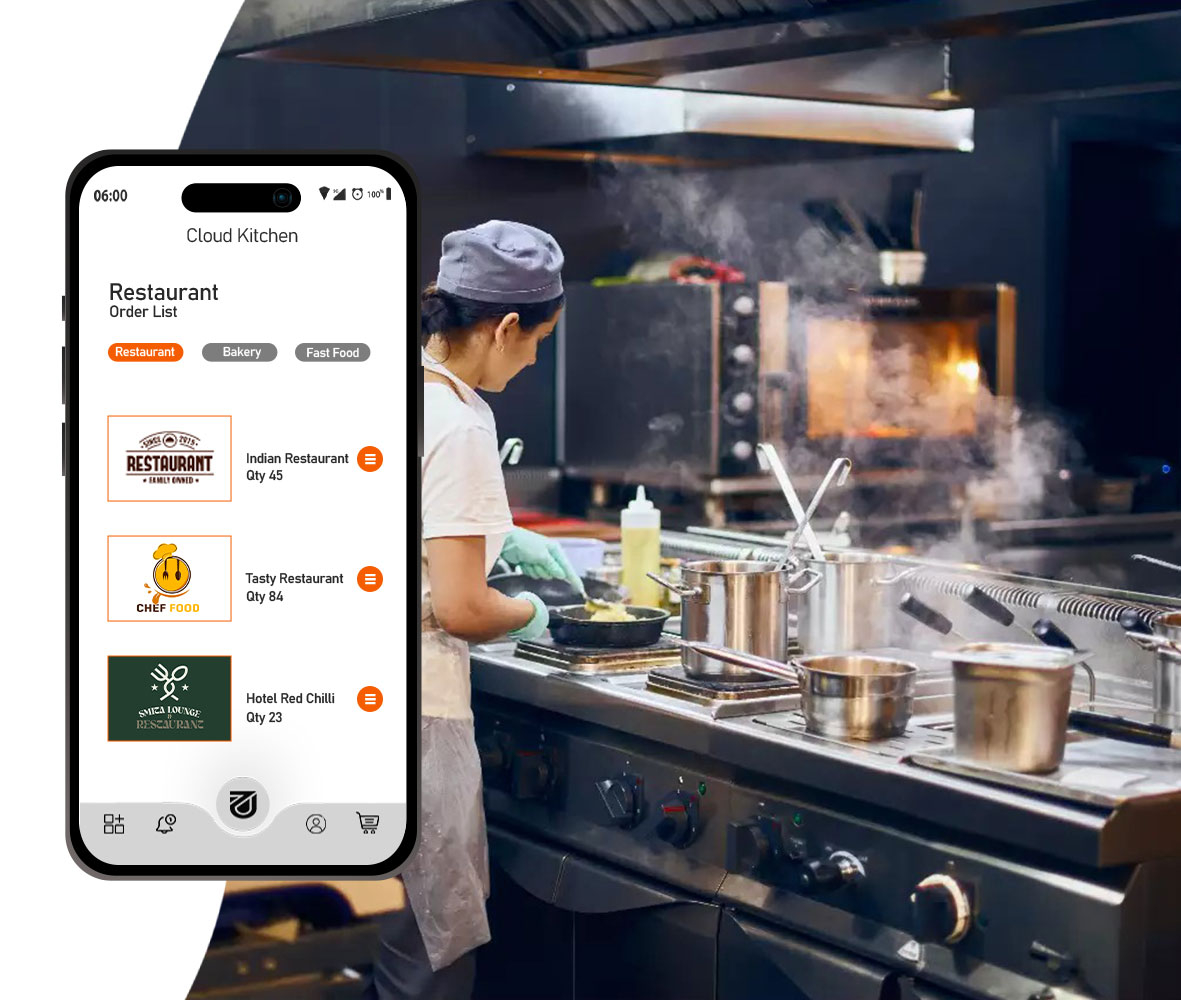 06:00
100%
Cloud Kitchen
Restaurant
Order List
Restaurant
Bakery
Fast Food
SINCE 2015
RESTAURANT
FAMILY OWNED
Indian Restaurant
Qty 45
CHEF FOOD
Tasty Restaurant
Qty 84
SMITA LOUNGE
RESTAURANT
Hotel Red Chilli
Qty 23